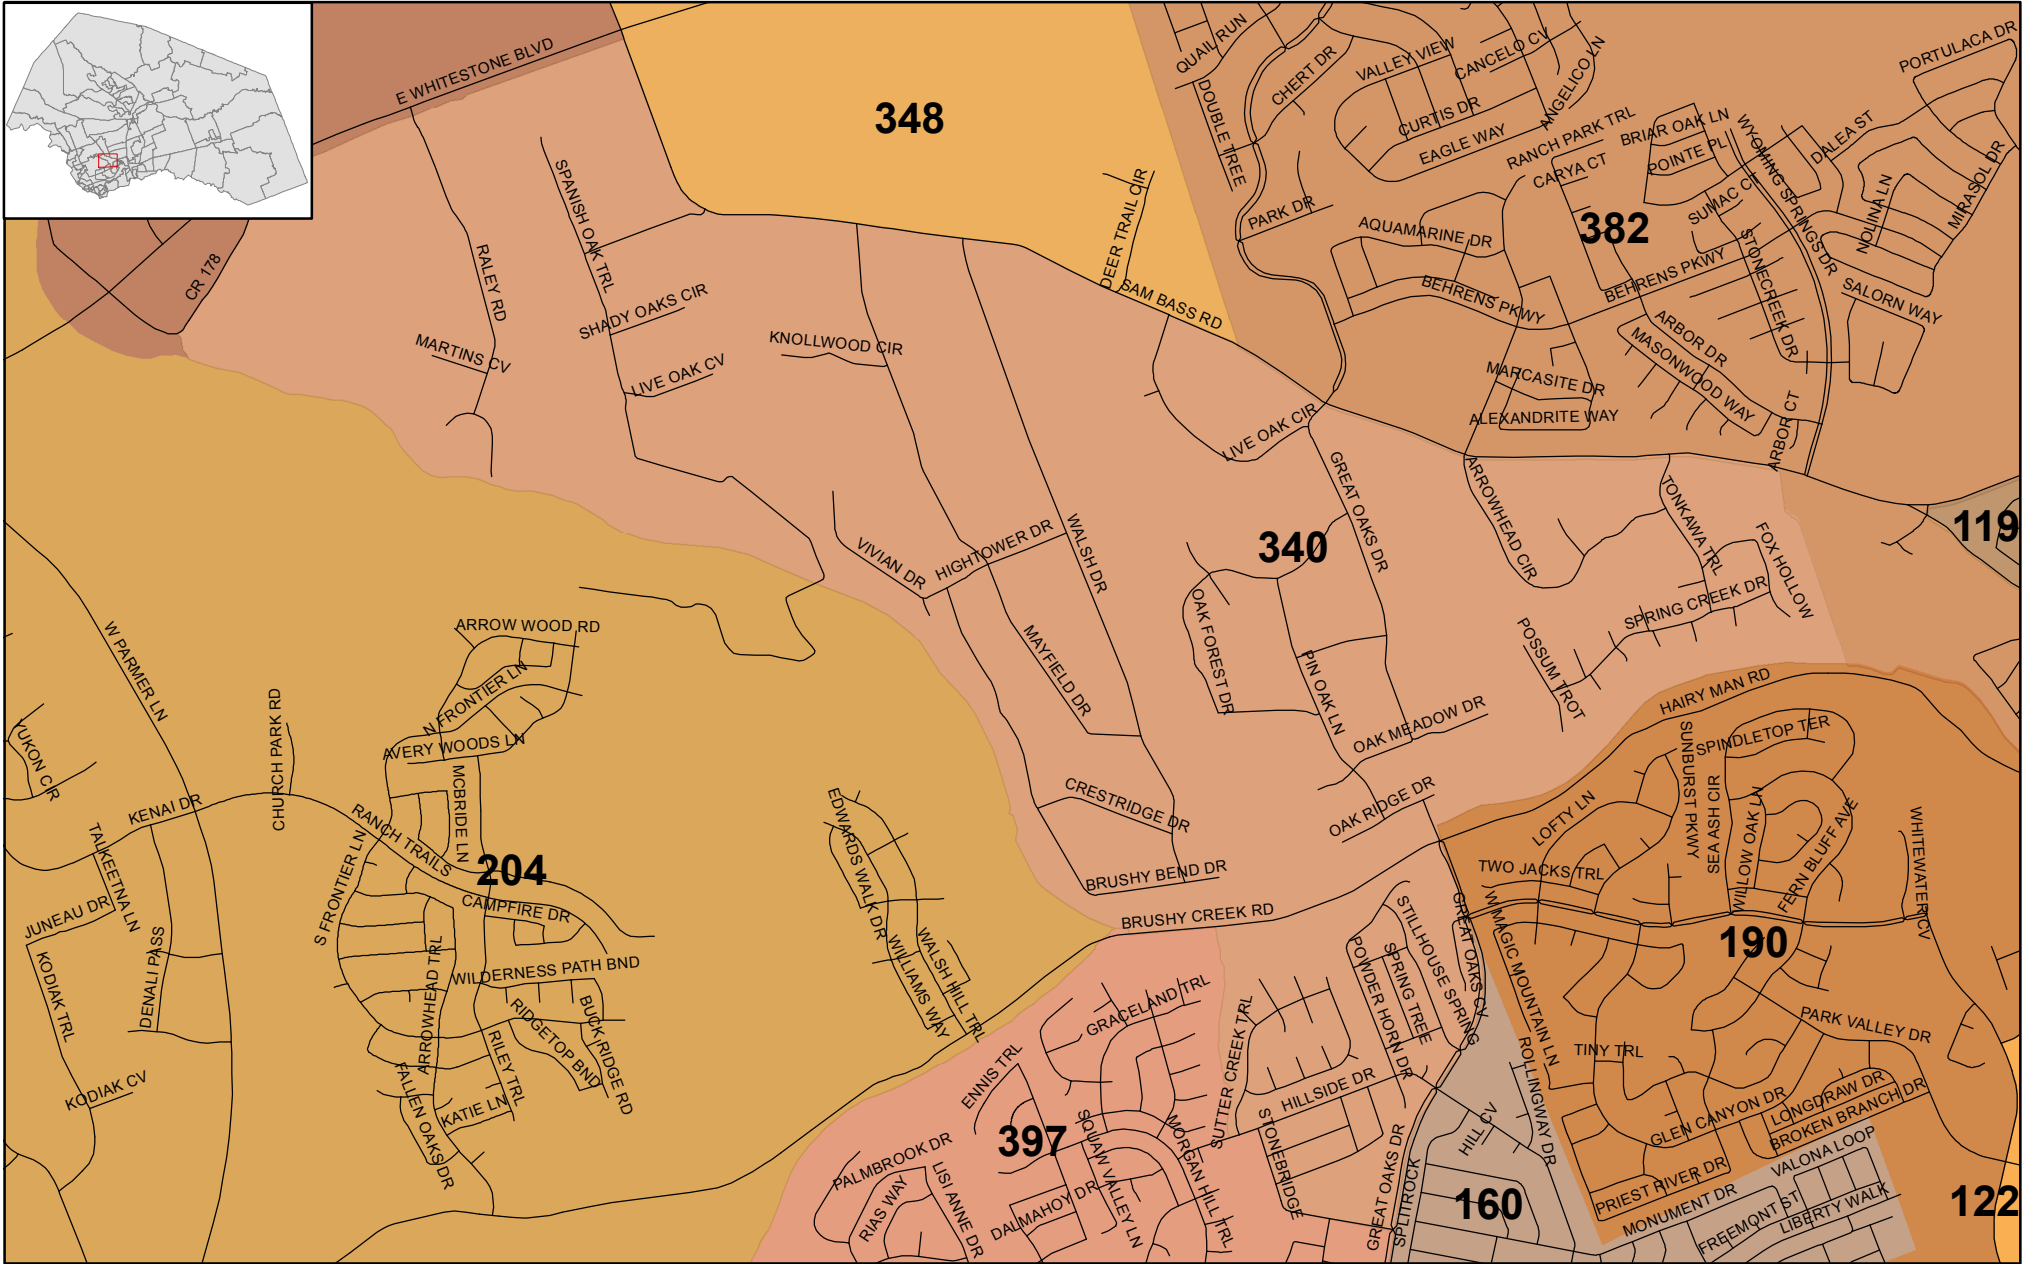 E WHITESTONE BLVD
348
QUAIL RUN
CHERT DR
DOUBLE TREE
VALLEY VIEW
CANCELO CV
ANGELICO LN
CURTIS DR
EAGLE WAY
PORTULACA DR
RANCH PARK TRL
BRIAR OAK LN
CARYA CT
POINTE PL
WYOMING SPRINGS DR
DALEA ST
SUMAC CT
NOLINA LN
MIRASOL DR
PARK DR
AQUAMARINE DR
382
STONECREEK DR
BEHRENS PKWY
BEHRENS PKWY
SALORN WAY
ARBOR DR
MASONWOOD WAY
MARCASITE DR
ALEXANDRITE WAY
ARBOR CT
CR 178
RALEY RD
SPANISH OAK TRL
SHADY OAKS CIR
MARTINS CV
LIVE OAK CV
KNOLLWOOD CIR
DEER TRAIL CIR
SAM BASS RD
LIVE OAK CIR
GREAT OAKS DR
ARROWHEAD CIR
TONKAWA TRL
FOX HOLLOW
119
340
WALSH DR
HIGHTOWER DR
VIVIAN DR
MAYFIELD DR
OAK FOREST DR
PIN OAK LN
SPRING CREEK DR
POSSUM TROT
OAK MEADOW DR
HAIRY MAN RD
W PARMER LN
ARROW WOOD RD
N FRONTIER LN
AVERY WOODS LN
CHURCH PARK RD
YUKON CIR
KENAI DR
MCBRIDE LN
RANCH TRAILS
204
S FRONTIER LN
CAMPFIRE DR
TALKEETNA LN
JUNEAU DR
KODIAK TRL
DENALI PASS
KODIAK CV
ARROWHEAD TRL
WILDERNESS PATH BND
RIDGETOP BND
BUCK RIDGE RD
RILEY TRL
FALLEN OAKS DR
KATIE LN
EDWARDS WALK DR
WILLIAMS WAY
WALSH HILL TRL
CRESTRIDGE DR
BRUSHY BEND DR
OAK RIDGE DR
BRUSHY CREEK RD
SUNBURST PKWY
SPINDLETOP TER
LOFTY LN
SEA ASH CIR
WILLOW OAK LN
FERN BLUFF AVE
WHITEWATER CV
TWO JACKS TRL
190
GREAT OAKS CV
W MAGIC MOUNTAIN LN
STILLHOUSE SPRING
SPRING TREE
POWDER HORN DR
PARK VALLEY DR
TINY TRL
ROLLINGWAY DR
GRACELAND TRL
SUTTER CREEK TRL
ENNIS TRL
HILLSIDE DR
HILL CV
GLEN CANYON DR
LONGDRAW DR
BROKEN BRANCH DR
397
SQUAW VALLEY LN
MORGAN HILL TRL
STONEBRIDGE
PALMBROOK DR
RIAS WAY
LISI ANNE DR
DALMAHOY DR
GREAT OAKS DR
SPLITROCK
160
PRIEST RIVER DR
MONUMENT DR
VALONA LOOP
FREEMONT ST
LIBERTY WALK
122